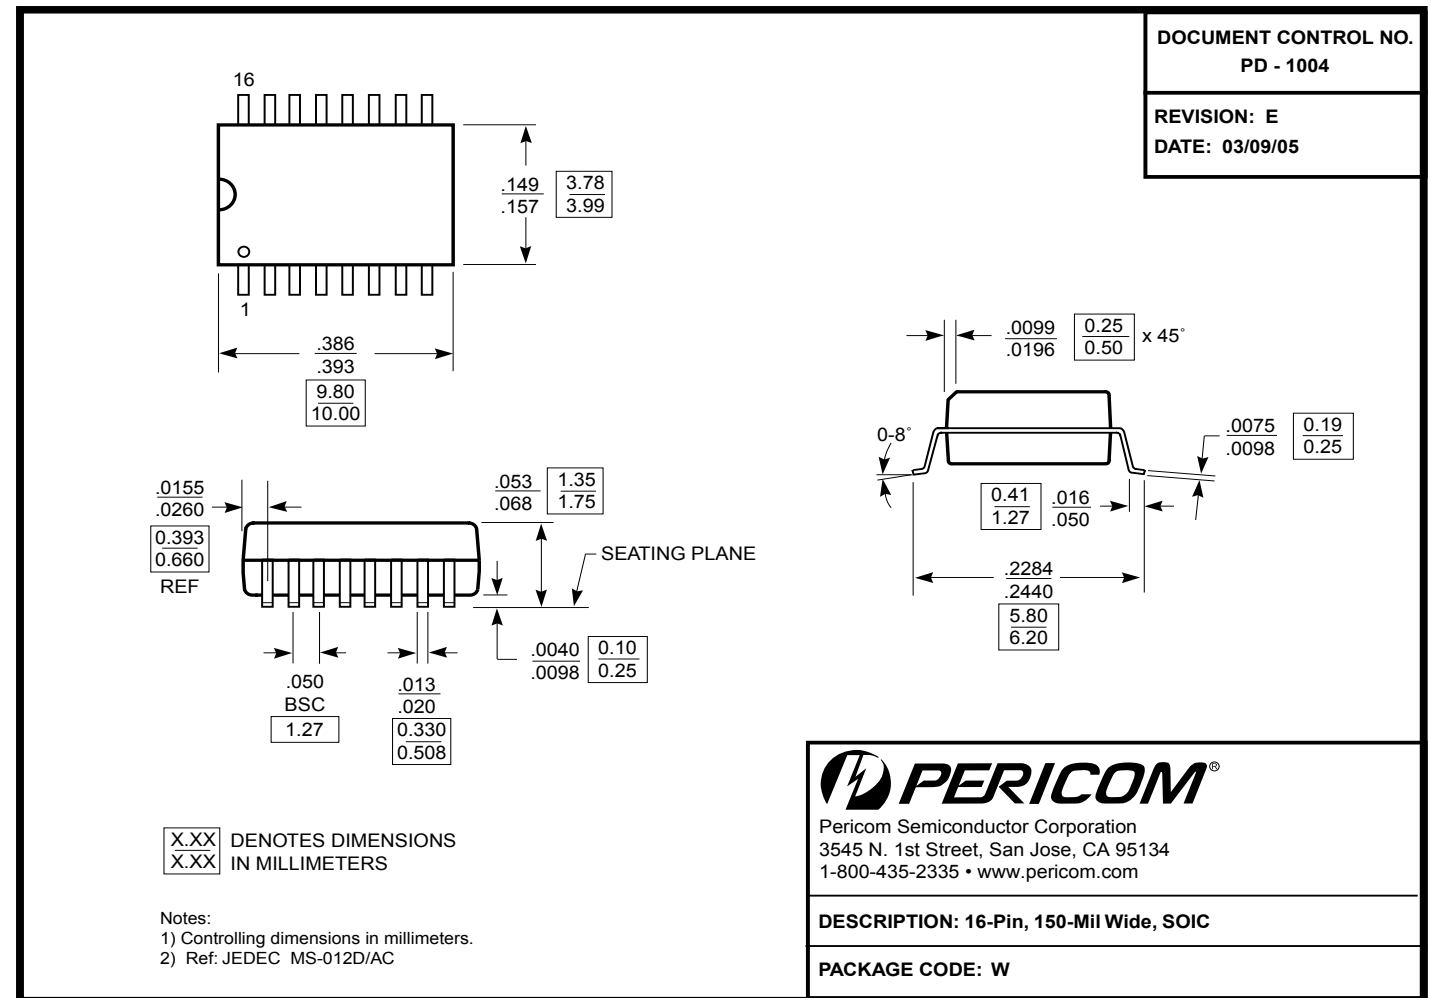 DOCUMENT CONTROL NO.
PD - 1004
REVISION: E
DATE: 03/09/05
16
.149
.157
3.78
3.99
1
.386
.393
9.80
10.00
.0099
.0196
0.25
0.50
x 45°
0-8°
.0075
.0098
0.19
0.25
0.41
1.27
.016
.050
.2284
.2440
5.80
6.20
.0155
.0260
0.393
0.660
REF
.053
.068
1.35
1.75
SEATING PLANE
.0040
.0098
0.10
0.25
.050
BSC
1.27
.013
.020
0.330
0.508
X.XX
X.XX
DENOTES DIMENSIONS
IN MILLIMETERS
Notes:
1) Controlling dimensions in millimeters.
2) Ref: JEDEC MS-012D/AC
PERICOM®
Pericom Semiconductor Corporation
3545 N. 1st Street, San Jose, CA 95134
1-800-435-2335 • www.pericom.com
DESCRIPTION: 16-Pin, 150-Mil Wide, SOIC
PACKAGE CODE: W